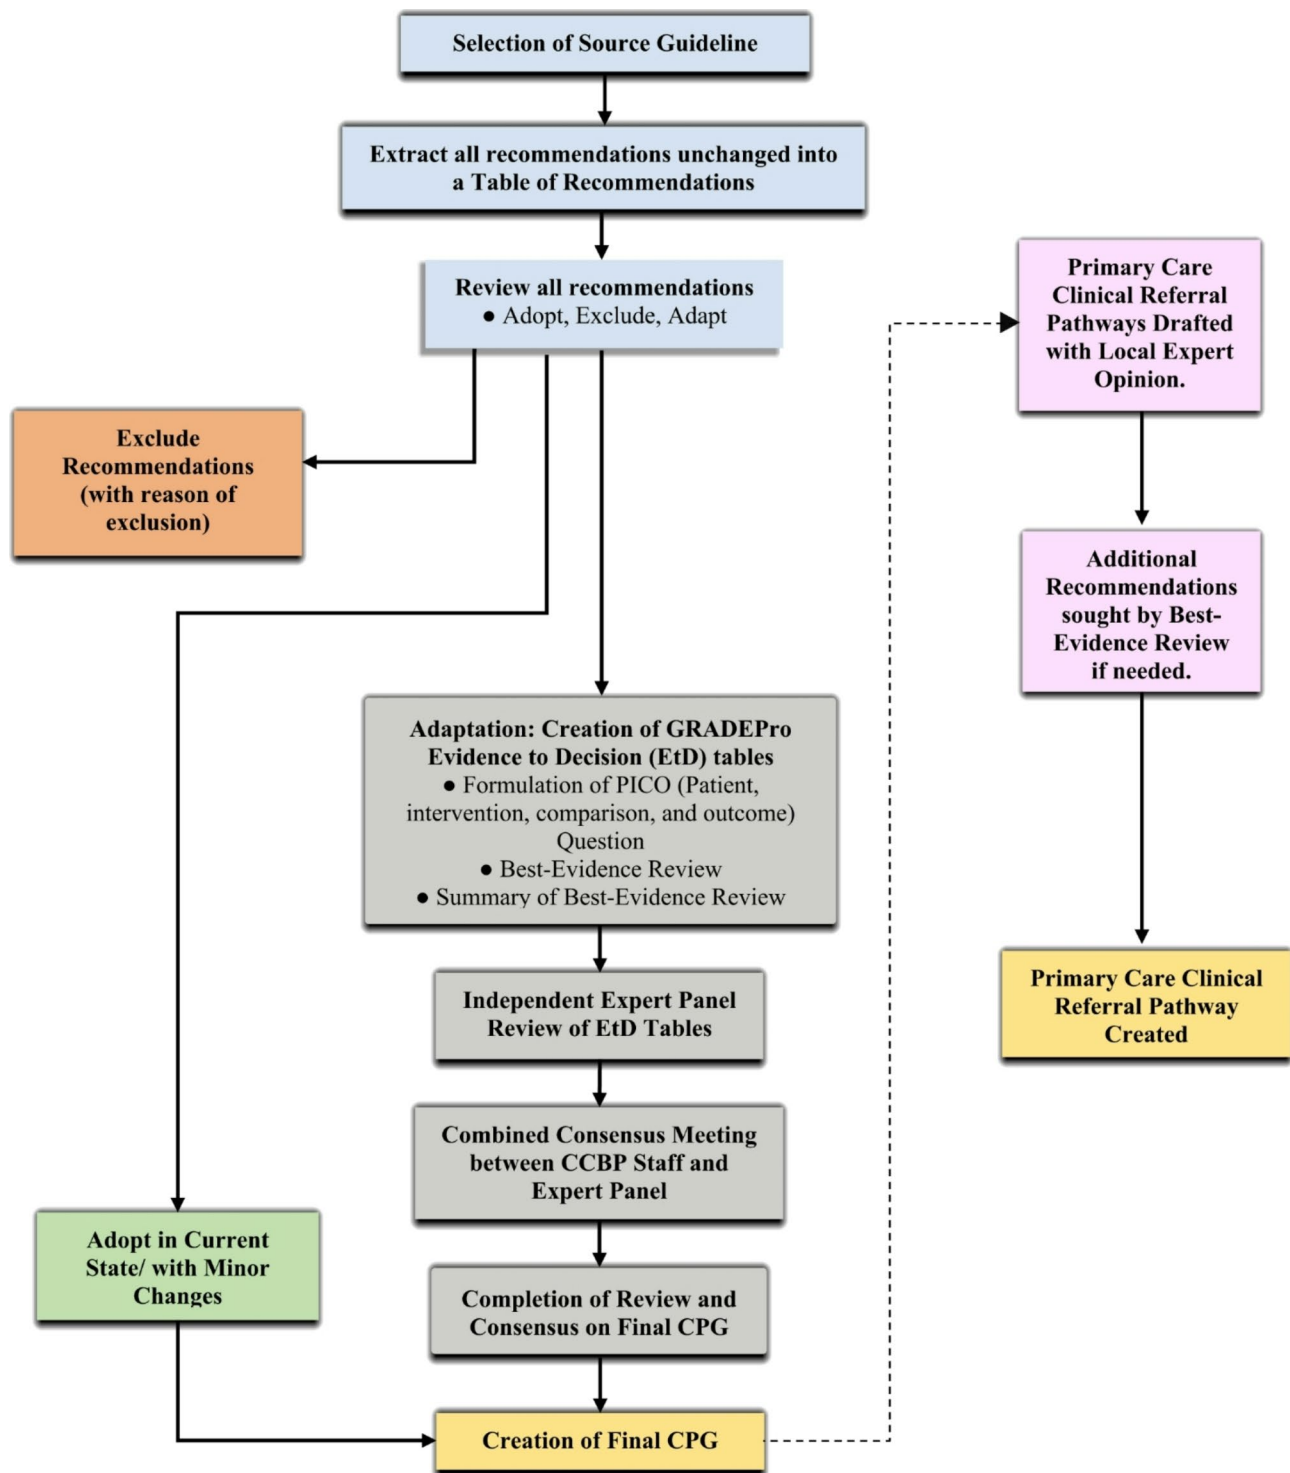 Selection of Source Guideline
Extract all recommendations unchanged into
a Table of Recommendations
Review all recommendations
● Adopt, Exclude, Adapt
Exclude
Recommendations
(with reason of
exclusion)
Adaptation: Creation of GRADEPro
Evidence to Decision (EtD) tables
● Formulation of PICO (Patient,
intervention, comparison, and outcome)
Question
● Best-Evidence Review
● Summary of Best-Evidence Review
Independent Expert Panel
Review of EtD Tables
Combined Consensus Meeting
between CCBP Staff and
Expert Panel
Adopt in Current
State/ with Minor
Changes
Completion of Review and
Consensus on Final CPG
Creation of Final CPG
Primary Care
Clinical Referral
Pathways Drafted
with Local Expert
Opinion.
Additional
Recommendations
sought by Best-
Evidence Review
if needed.
Primary Care Clinical
Referral Pathway
Created